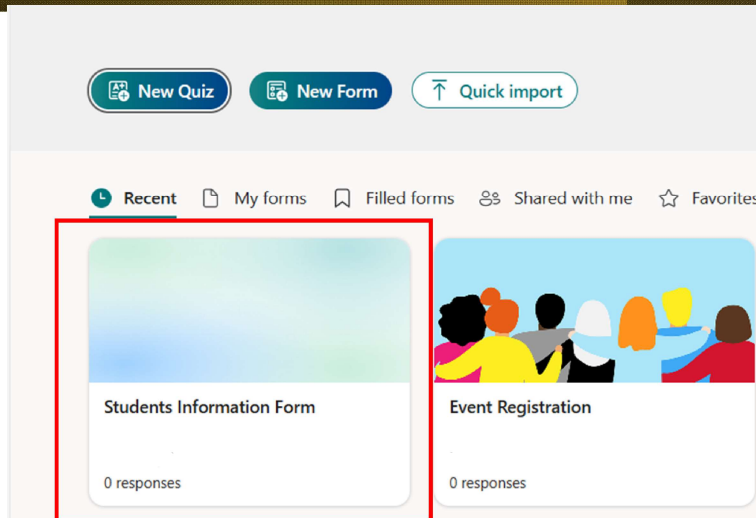 New Quiz New Form Quick import
Recent My forms Filled forms Shared with me Favorites
Students Information Form Event Registration
0 responses 0 responses